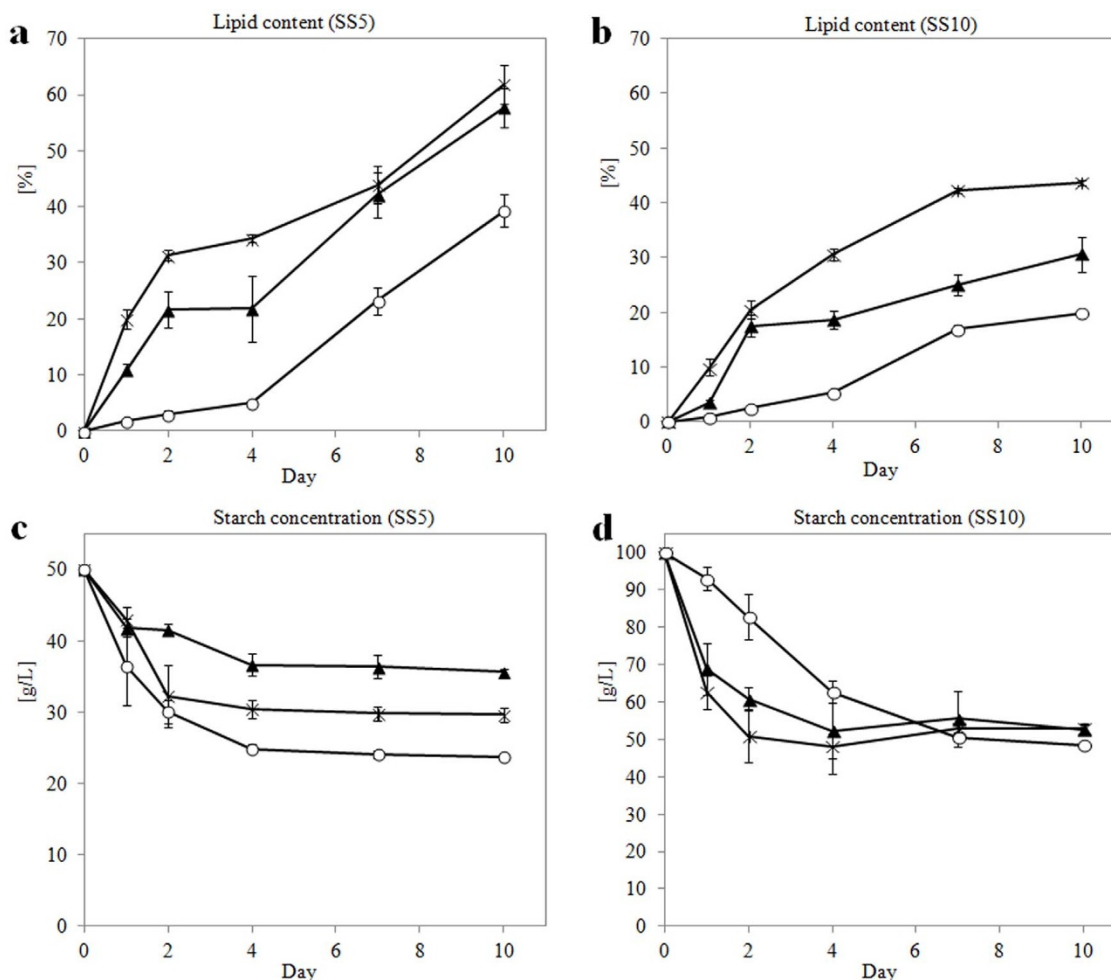 a
Lipid content (SS5)
70
60
50
40
30
20
10
0
[%]
0 2 4 6 8 10
Day
b
Lipid content (SS10)
70
60
50
40
30
20
10
0
[%]
0 2 4 6 8 10
Day
c
Starch concentration (SS5)
50
40
30
20
10
0
[g/L]
0 2 4 6 8 10
Day
d
Starch concentration (SS10)
100
90
80
70
60
50
40
30
20
10
0
[g/L]
0 2 4 6 8 10
Day